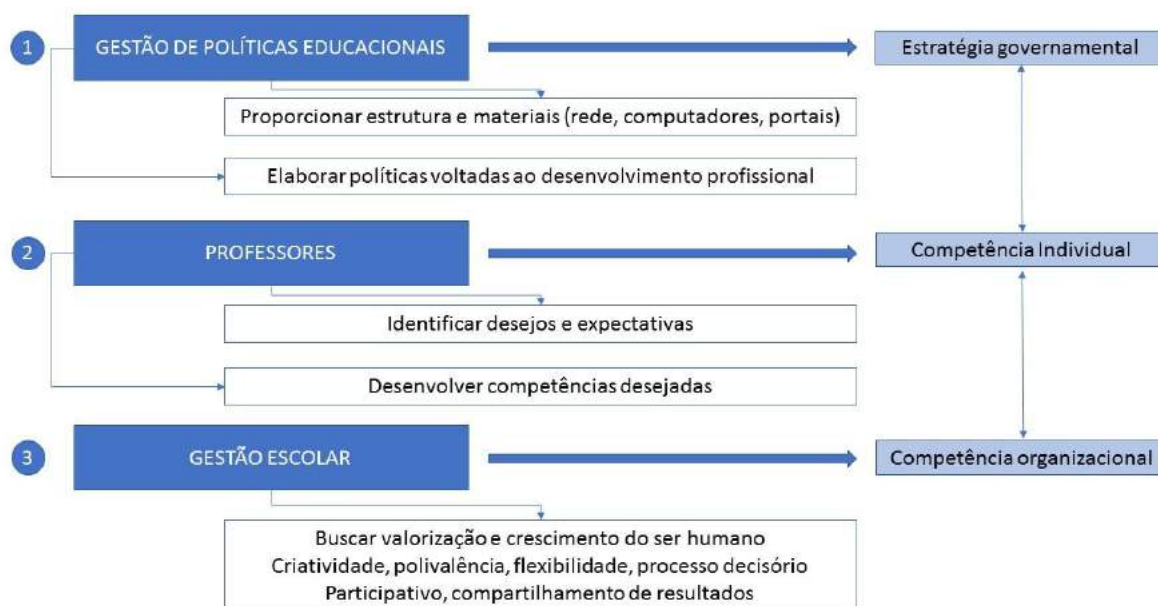 1
GESTÃO DE POLÍTICAS EDUCACIONAIS
Estratégia governamental
Proporcionar estrutura e materiais (rede, computadores, portais)
Elaborar políticas voltadas ao desenvolvimento profissional
2
PROFESSORES
Competência Individual
Identificar desejos e expectativas
Desenvolver competências desejadas
3
GESTÃO ESCOLAR
Competência organizacional
Buscar valorização e crescimento do ser humano
Criatividade, polivalência, flexibilidade, processo decisório
Participativo, compartilhamento de resultados